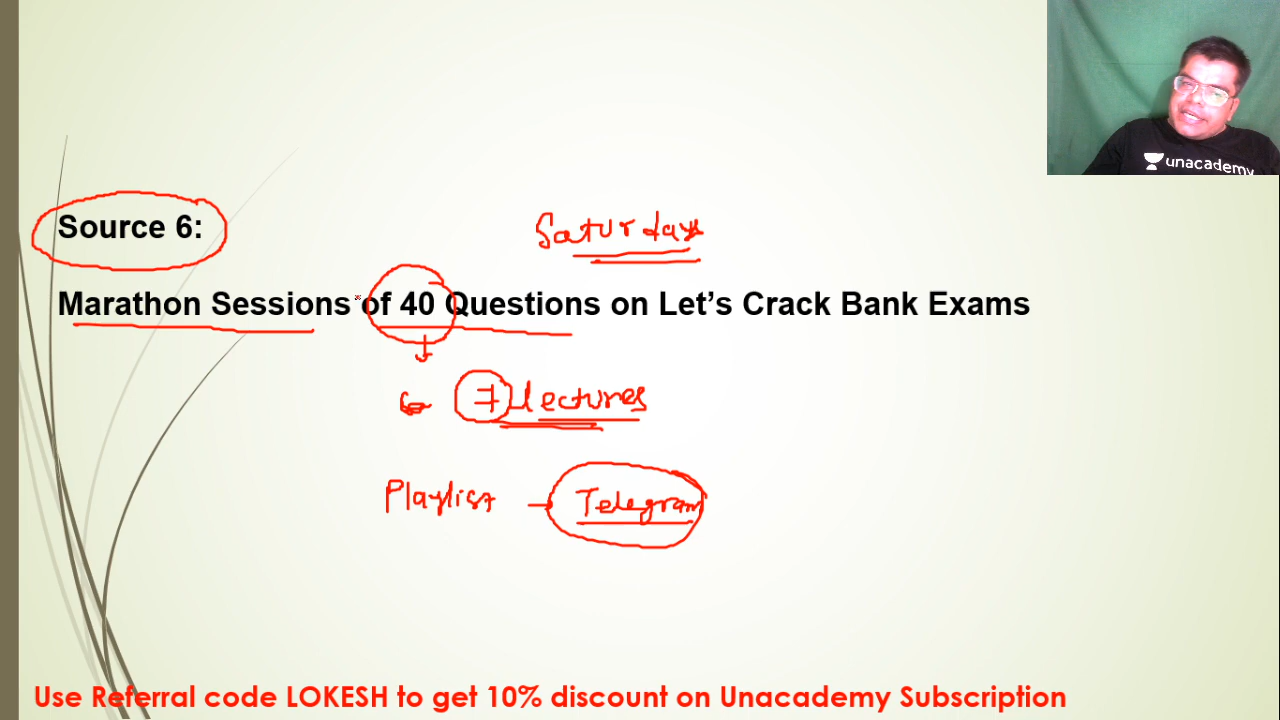 unacademy
Source 6:
Saturday
Marathon Sessions of 40 Questions on Let’s Crack Bank Exams
7 lectures
Playlist → Telegram
Use Referral code LOKESH to get 10% discount on Unacademy Subscription